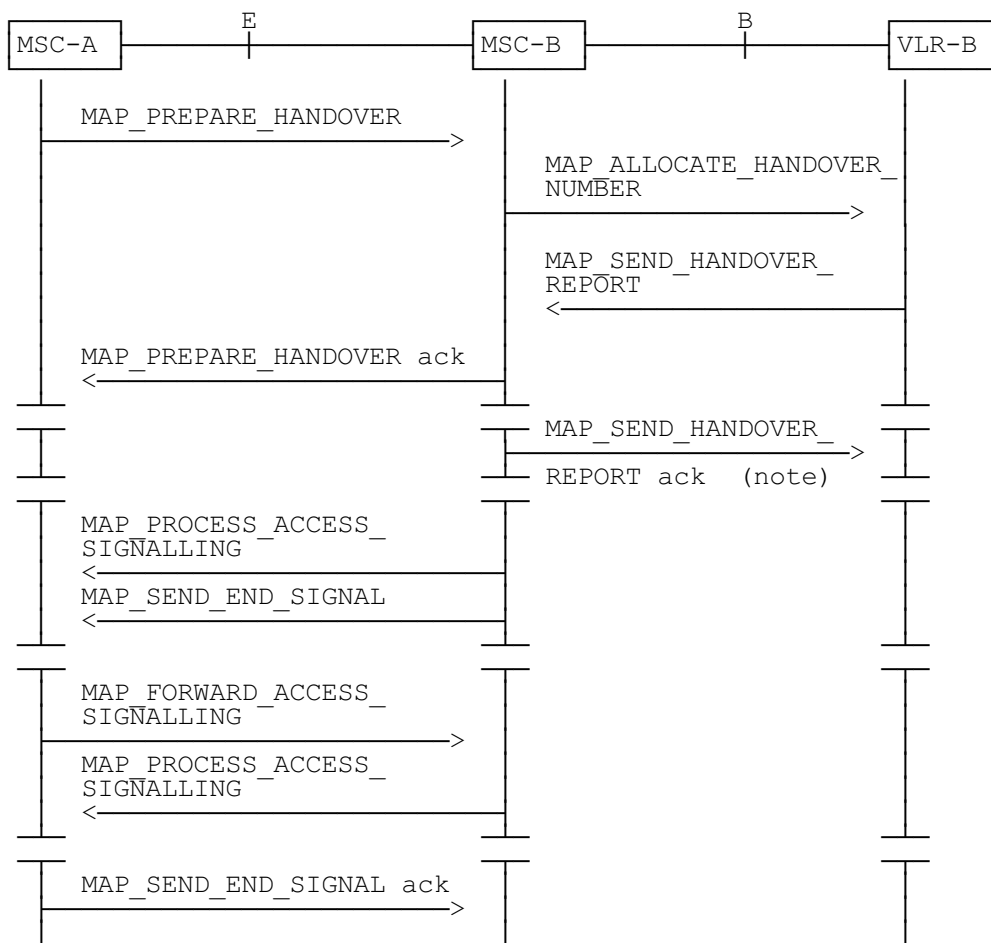 E
B
MSC-A
MSC-B
VLR-B
MAP_PREPARE_HANDOVER
MAP_ALLOCATE_HANDOVER_
NUMBER
MAP_SEND_HANDOVER_
REPORT
MAP_PREPARE_HANDOVER ack
MAP_SEND_HANDOVER_
REPORT ack (note)
MAP_PROCESS_ACCESS_
SIGNALLING
MAP_SEND_END_SIGNAL
MAP_FORWARD_ACCESS_
SIGNALLING
MAP_PROCESS_ACCESS_
SIGNALLING
MAP_SEND_END_SIGNAL ack